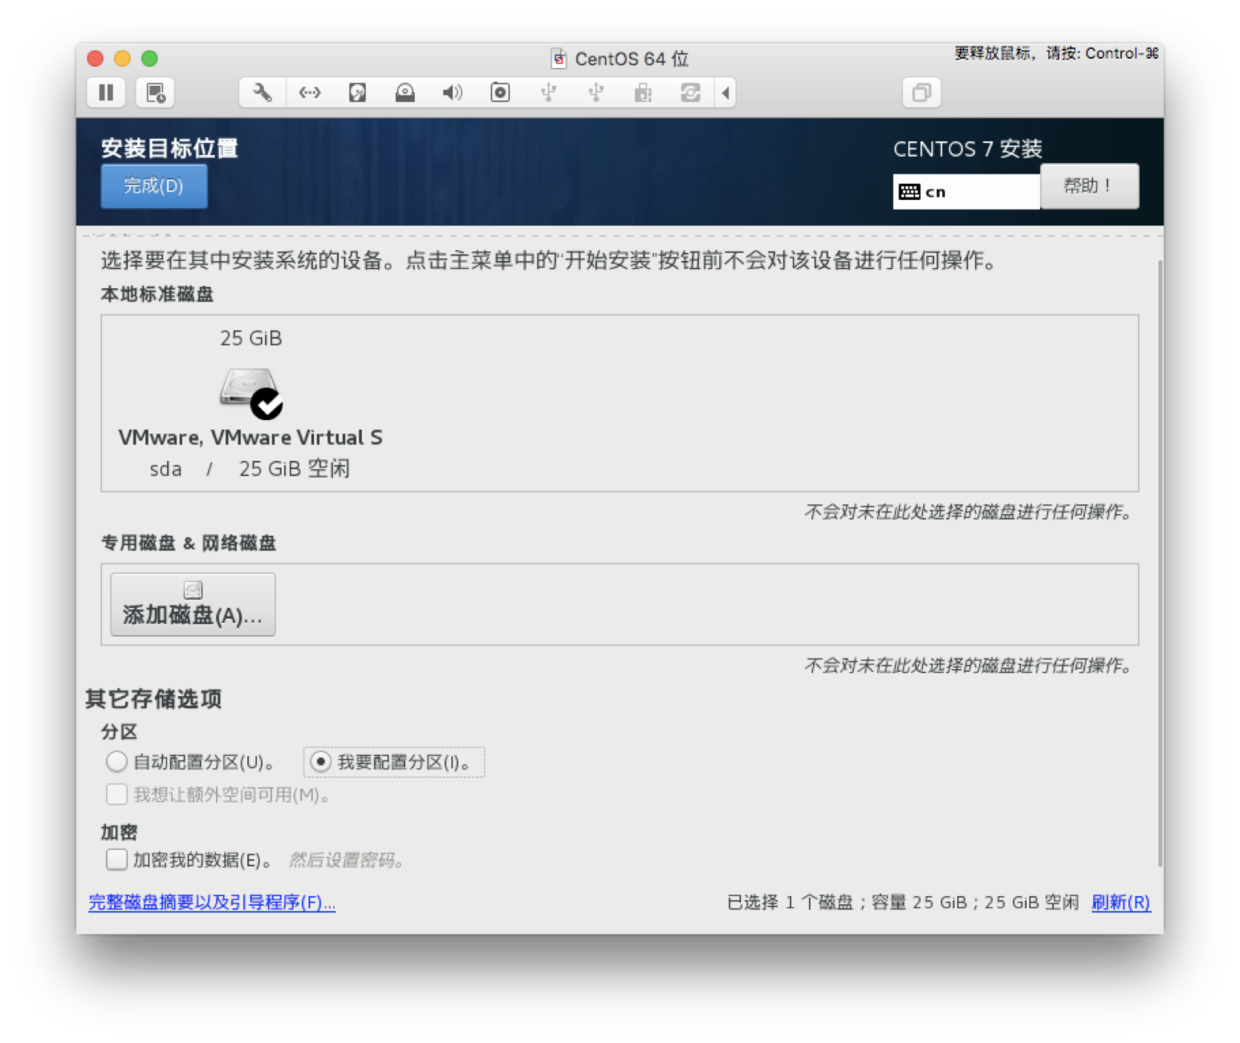 CentOS 64 位
要释放鼠标，请按: Control-⌘
安装目标位置
CENTOS 7 安装
完成(D)
cn
帮助！
选择要在其中安装系统的设备。点击主菜单中的"开始安装"按钮前不会对该设备进行任何操作。
本地标准磁盘
25 GiB
VMware, VMware Virtual S
sda / 25 GiB 空闲
不会对未在此处选择的磁盘进行任何操作。
专用磁盘 & 网络磁盘
添加磁盘(A)...
不会对未在此处选择的磁盘进行任何操作。
其它存储选项
分区
自动配置分区(U)。 我要配置分区(I)。
我想让额外空间可用(M)。
加密
加密我的数据(E)。 然后设置密码。
完整磁盘摘要以及引导程序(F)...
已选择 1 个磁盘；容量 25 GiB；25 GiB 空闲 刷新(R)